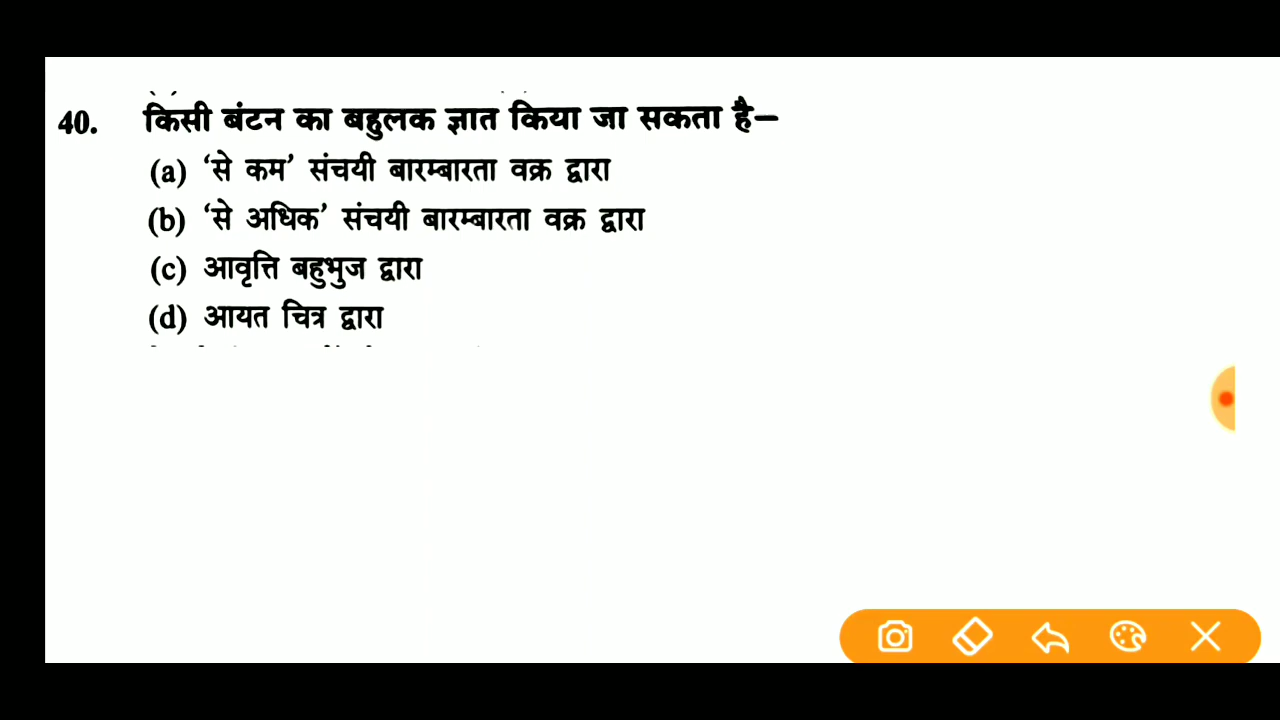 40. किसी बंटन का बहुलक ज्ञात किया जा सकता है–
(a) ‘से कम’ संचयी बारम्बारता वक्र द्वारा
(b) ‘से अधिक’ संचयी बारम्बारता वक्र द्वारा
(c) आवृत्ति बहुभुज द्वारा
(d) आयत चित्र द्वारा